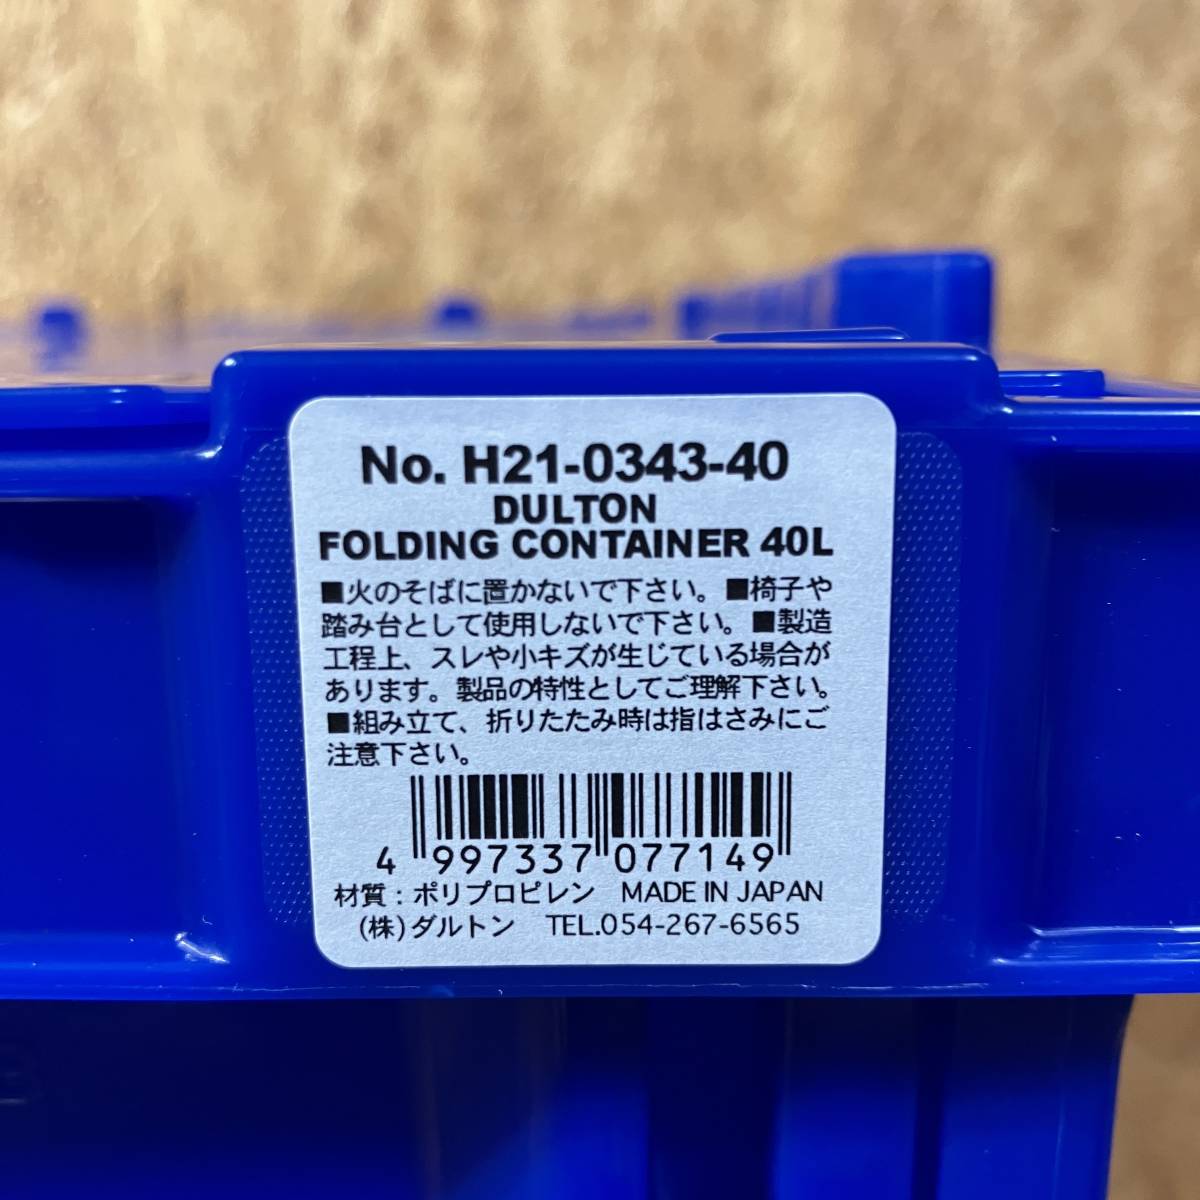 No. H21-0343-40
DULTON
FOLDING CONTAINER 40L
■火のそばに置かないで下さい。■椅子や
踏み台として使用しないで下さい。■製造
工程上、スレや小キズが生じている場合が
あります。製品の特性としてご理解下さい。
■組み立て、折りたたみ時は指はさみにご
注意下さい。
4 997337 077149
材質：ポリプロピレン MADE IN JAPAN
(株)ダルトン TEL.054-267-6565